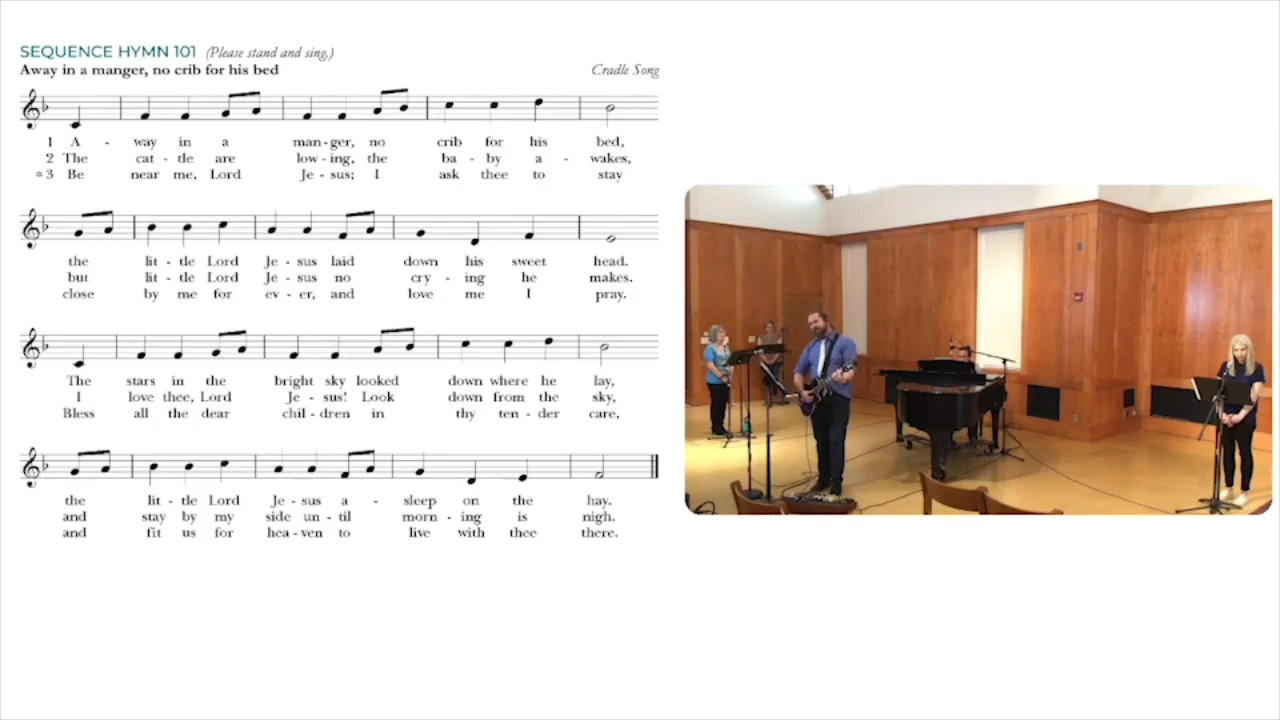 SEQUENCE HYMN 101 (Please stand and sing.)
Away in a manger, no crib for his bed Cradle Song
1 A - way in a man - ger, no crib for his bed,
2 The cat - tle are low - ing, the ba - by a - wakes,
*3 Be near me, Lord Je - sus; I ask thee to stay
the lit - tle Lord Je - sus laid down his sweet head.
but lit - tle Lord Je - sus no cry - ing he makes.
close by me for ev - er, and love me I pray.
The stars in the bright sky looked down where he lay,
I love thee, Lord Je - sus! Look down from the sky,
Bless all the dear chil - dren in thy ten - der care,
the lit - tle Lord Je - sus a - sleep on the hay.
and stay by my side un - til morn - ing is nigh.
and fit us for hea - ven to live with thee there.